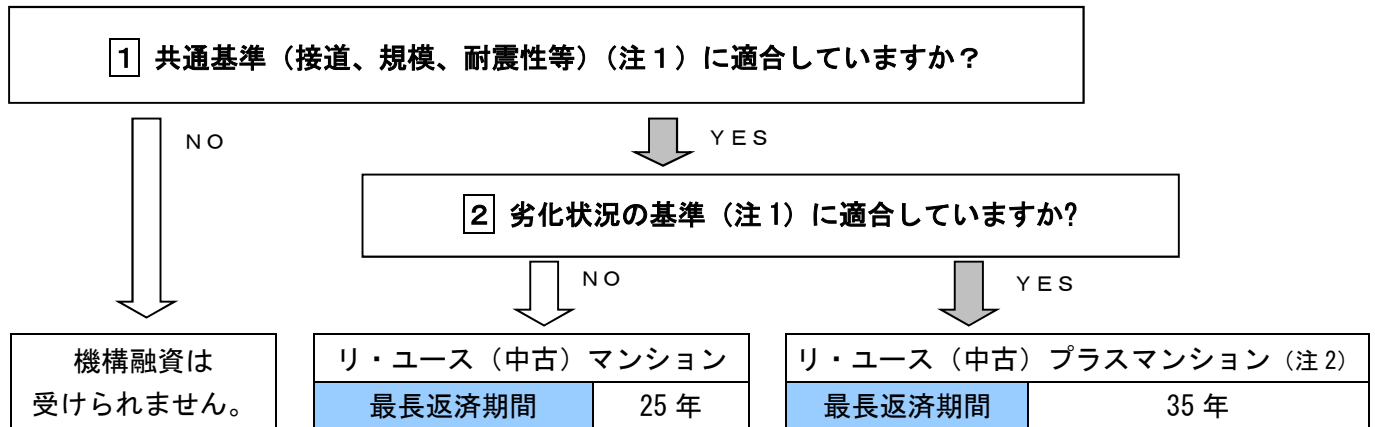 1 共通基準（接道、規模、耐震性等）（注１）に適合していますか？
ＮＯ
ＹＥＳ
2 劣化状況の基準（注1）に適合していますか?
ＮＯ
ＹＥＳ
機構融資は
受けられません。
リ・ユース（中古）マンション
最長返済期間 25 年
リ・ユース（中古）プラスマンション（注2）
最長返済期間 35 年